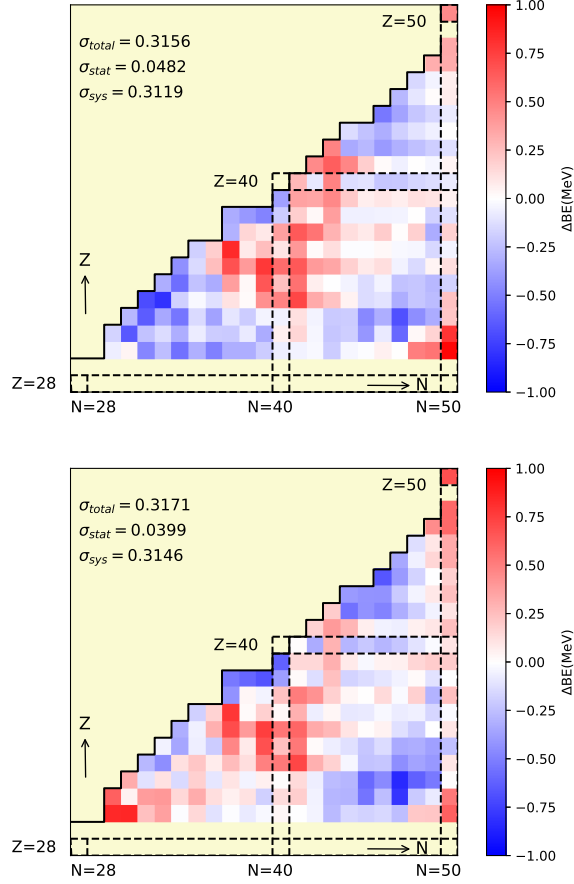 Z=50
σ_total = 0.3156
σ_stat = 0.0482
σ_sys = 0.3119
Z=40
Z
Z=28
N
N=28
N=40
N=50
1.00
0.75
0.50
0.25
0.00
−0.25
−0.50
−0.75
−1.00
ΔBE(MeV)
Z=50
σ_total = 0.3171
σ_stat = 0.0399
σ_sys = 0.3146
Z=40
Z
Z=28
N
N=28
N=40
N=50
1.00
0.75
0.50
0.25
0.00
−0.25
−0.50
−0.75
−1.00
ΔBE(MeV)